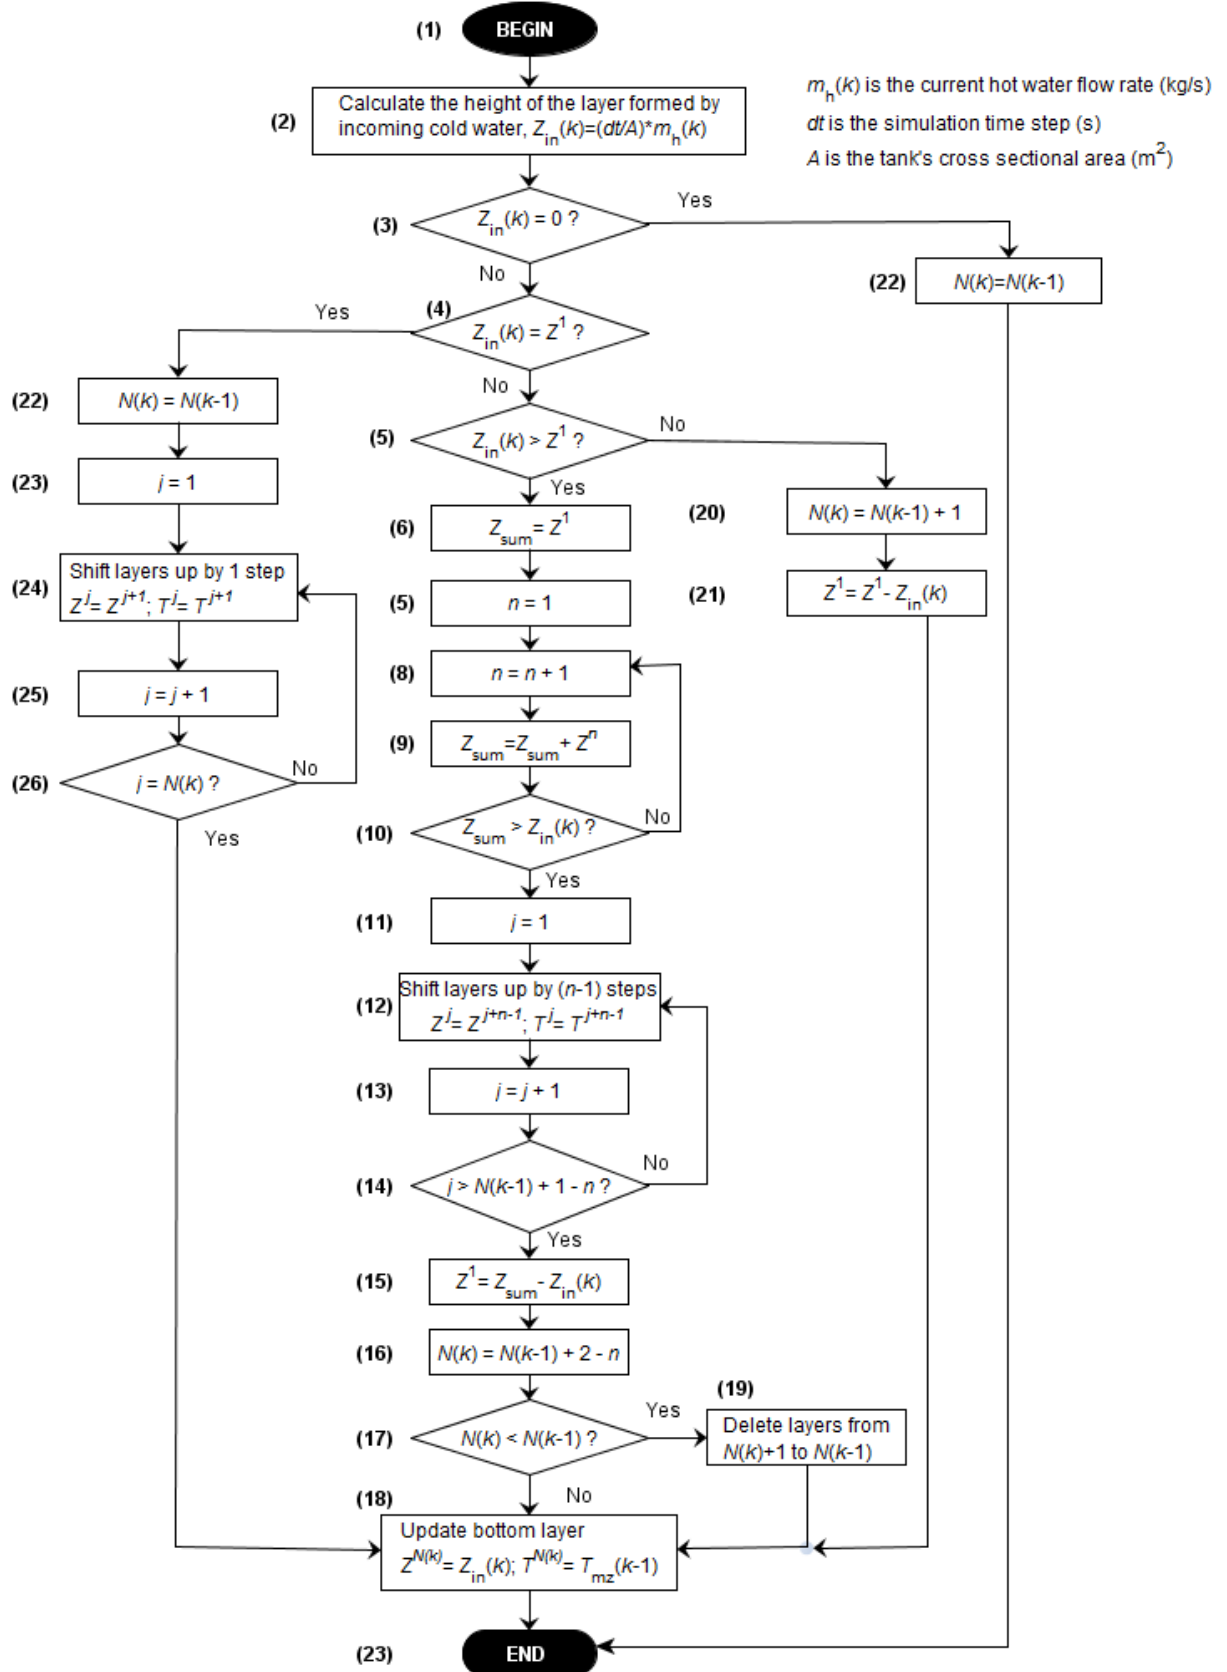 (1) BEGIN
m_h(k) is the current hot water flow rate (kg/s)
dt is the simulation time step (s)
A is the tank's cross sectional area (m²)
(2) Calculate the height of the layer formed by
incoming cold water, Z_in(k)=(dt/A)*m_h(k)
(3) Z_in(k) = 0 ?
Yes
No
(22) N(k)=N(k-1)
(4) Z_in(k) = Z^1 ?
Yes
No
(22) N(k) = N(k-1)
(5) Z_in(k) > Z^1 ?
No
Yes
(23) j = 1
(6) Z_sum = Z^1
(20) N(k) = N(k-1) + 1
(24) Shift layers up by 1 step
Z^j = Z^j+1; T^j = T^j+1
(5) n = 1
(21) Z^1 = Z^1 - Z_in(k)
(8) n = n + 1
(25) j = j + 1
(9) Z_sum=Z_sum + Z^n
(26) j = N(k) ?
No
Yes
(10) Z_sum > Z_in(k) ?
No
Yes
(11) j = 1
(12) Shift layers up by (n-1) steps
Z^j = Z^j+n-1; T^j = T^j+n-1
(13) j = j + 1
(14) j > N(k-1) + 1 - n ?
No
Yes
(15) Z^1 = Z_sum - Z_in(k)
(16) N(k) = N(k-1) + 2 - n
(17) N(k) < N(k-1) ?
Yes
No
(19)
Delete layers from
N(k)+1 to N(k-1)
(18)
Update bottom layer
Z^N(k) = Z_in(k); T^N(k) = T_mz(k-1)
(23) END